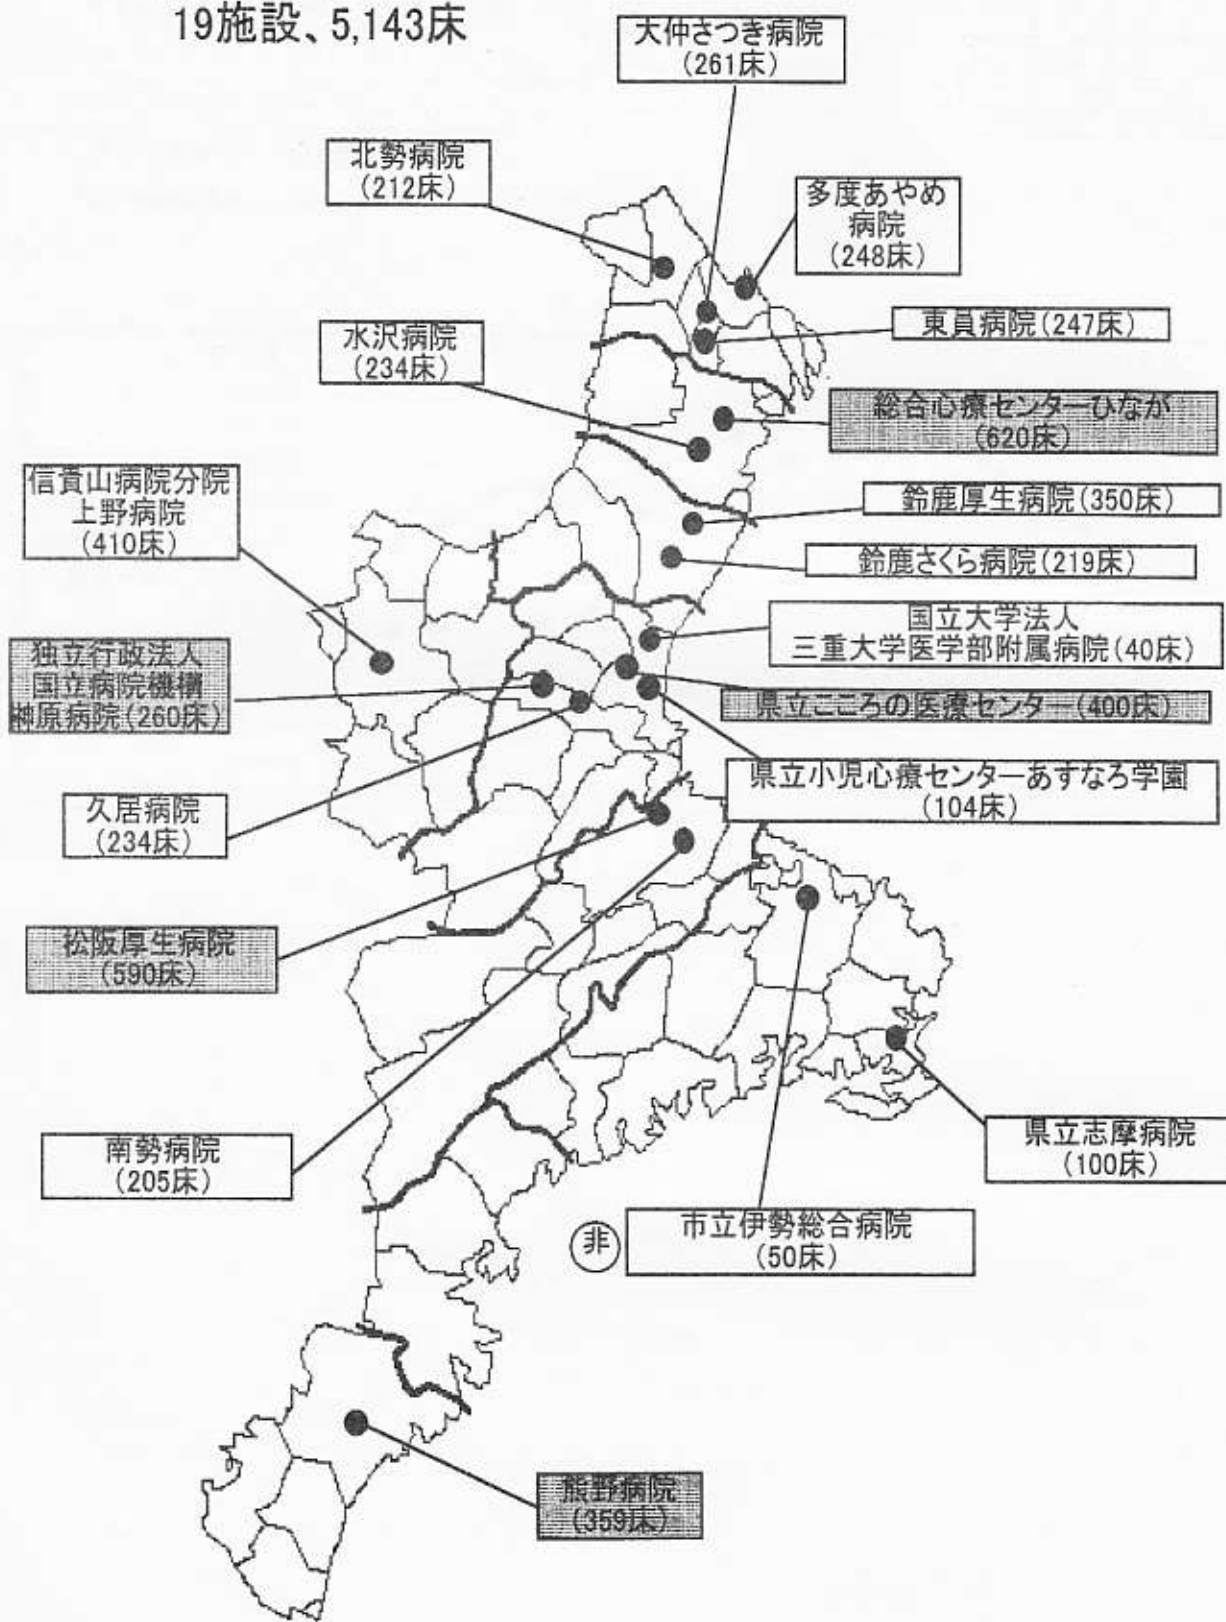 19施設、5,143床
大仲さつき病院
(261床)
北勢病院
(212床)
多度あやめ
病院
(248床)
東員病院(247床)
水沢病院
(234床)
総合心療センターひなが
(620床)
信貴山病院分院
上野病院
(410床)
鈴鹿厚生病院(350床)
鈴鹿さくら病院(219床)
国立大学法人
三重大学医学部附属病院(40床)
独立行政法人
国立病院機構
榊原病院(260床)
県立こころの医療センター(400床)
県立小児心療センターあすなろ学園
(104床)
久居病院
(234床)
松阪厚生病院
(590床)
南勢病院
(205床)
県立志摩病院
(100床)
非
市立伊勢総合病院
(50床)
熊野病院
(359床)